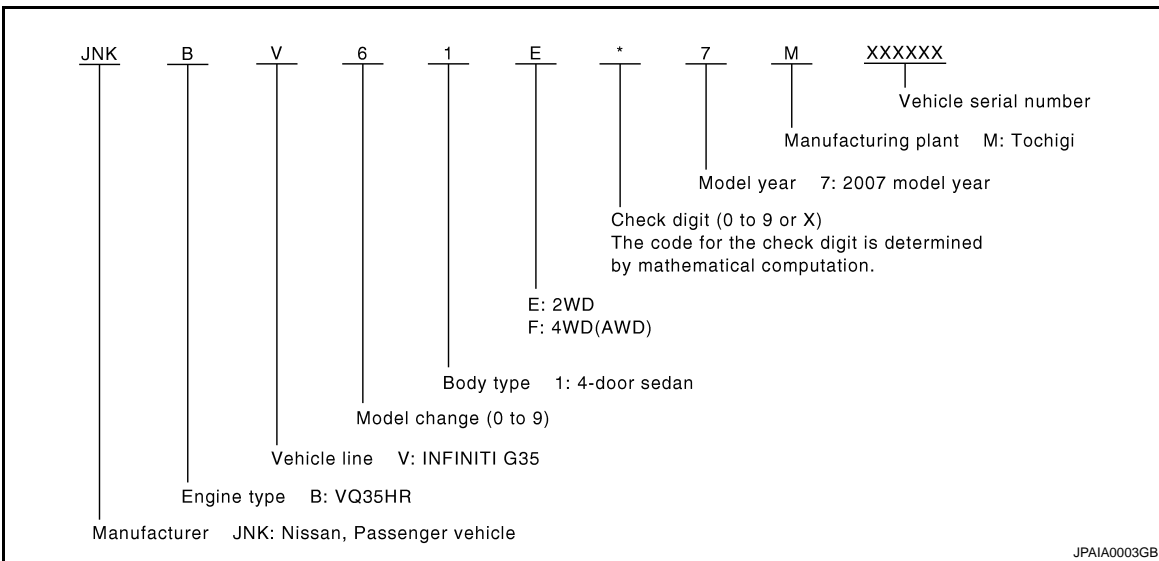 JNK B V 6 1 E * 7 M XXXXXX
Vehicle serial number
Manufacturing plant M: Tochigi
Model year 7: 2007 model year
Check digit (0 to 9 or X)
The code for the check digit is determined
by mathematical computation.
E: 2WD
F: 4WD(AWD)
Body type 1: 4-door sedan
Model change (0 to 9)
Vehicle line V: INFINITI G35
Engine type B: VQ35HR
Manufacturer JNK: Nissan, Passenger vehicle
JPAIA0003GB